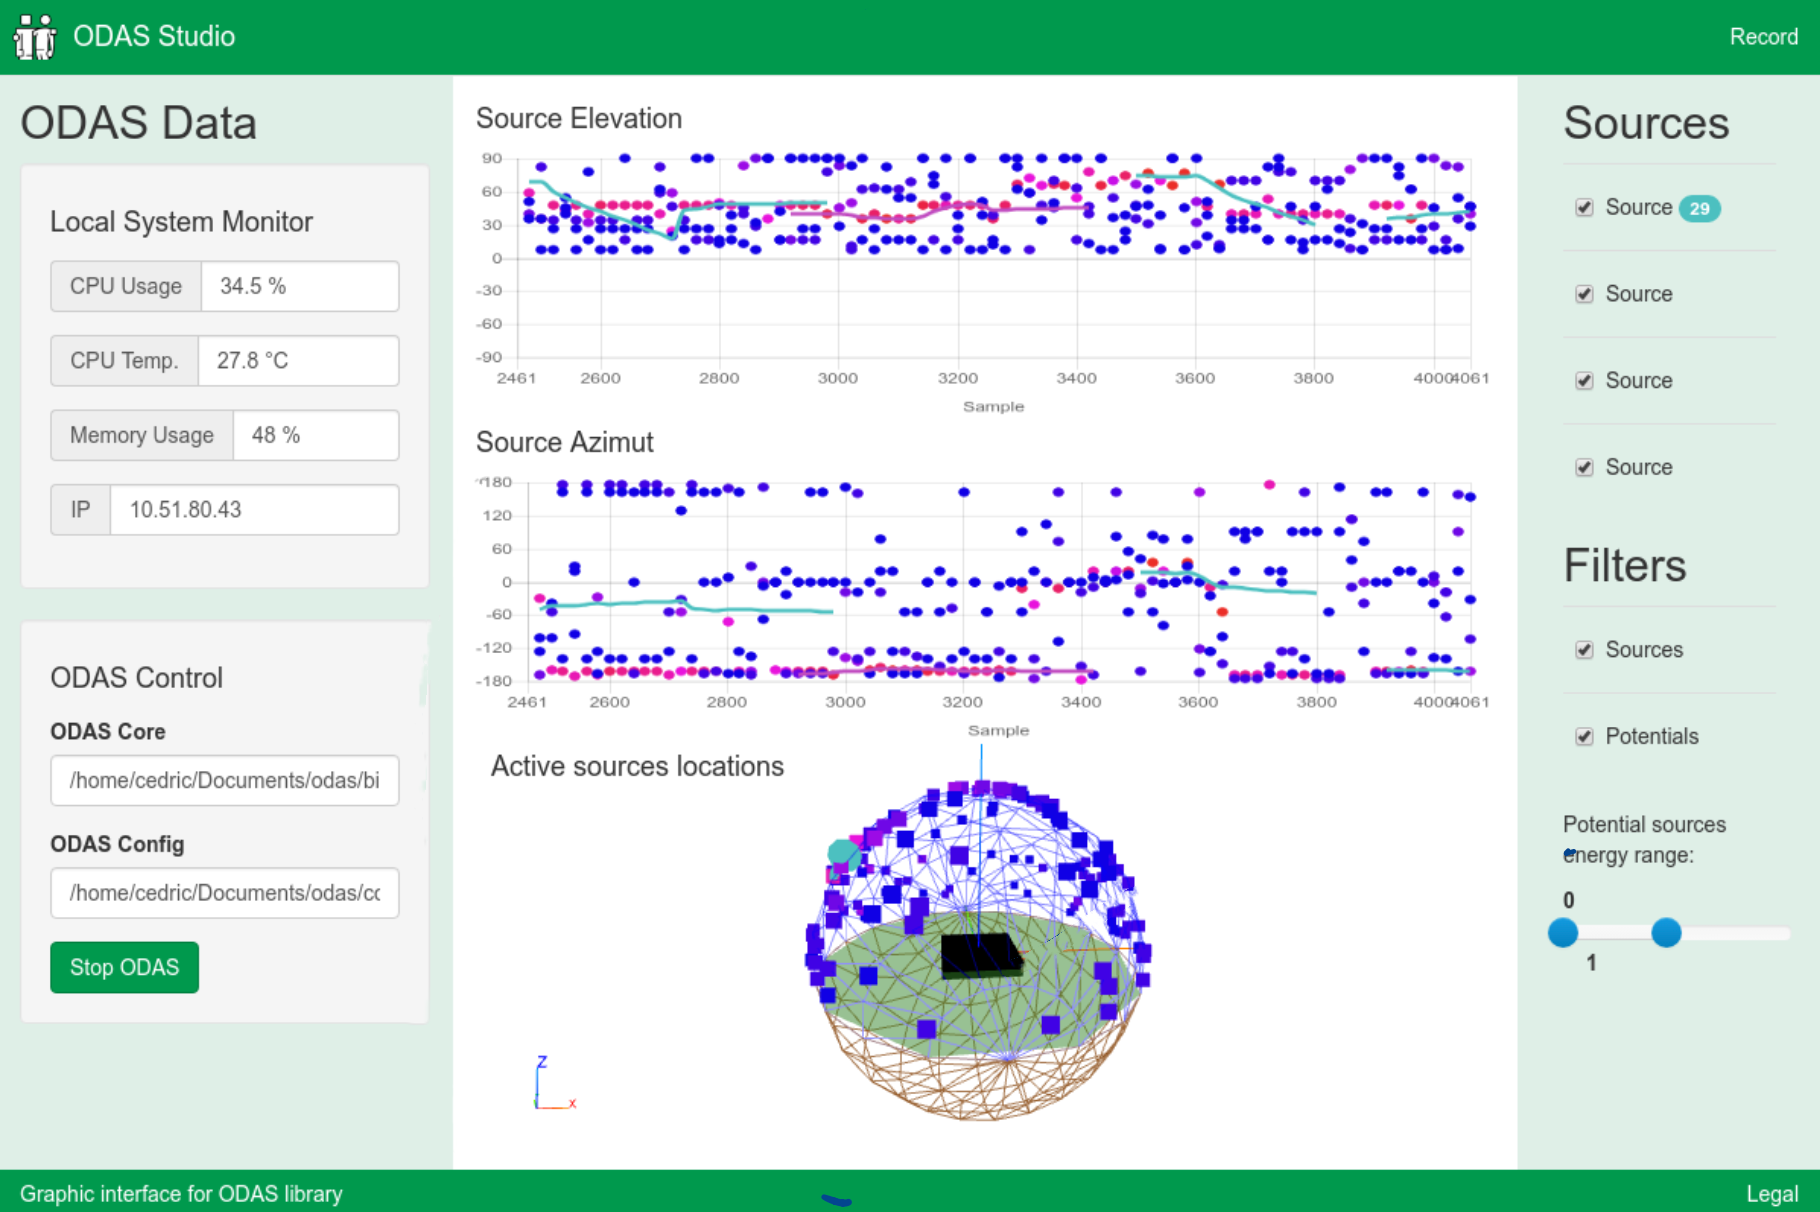 ODAS Studio
Record
ODAS Data
Local System Monitor
CPU Usage 34.5 %
CPU Temp. 27.8 °C
Memory Usage 48 %
IP 10.51.80.43
ODAS Control
ODAS Core
/home/cedric/Documents/odas/bi
ODAS Config
/home/cedric/Documents/odas/cc
Stop ODAS
Source Elevation
90
60
30
0
-30
-60
-90
2461 2600 2800 3000 3200 3400 3600 3800 4000 4061
Sample
Source Azimut
180
120
60
0
-60
-120
-180
2461 2600 2800 3000 3200 3400 3600 3800 4000 4061
Sample
Active sources locations
Z
X
Sources
Source 29
Source
Source
Source
Filters
Sources
Potentials
Potential sources
energy range:
0
1
Graphic interface for ODAS library
Legal